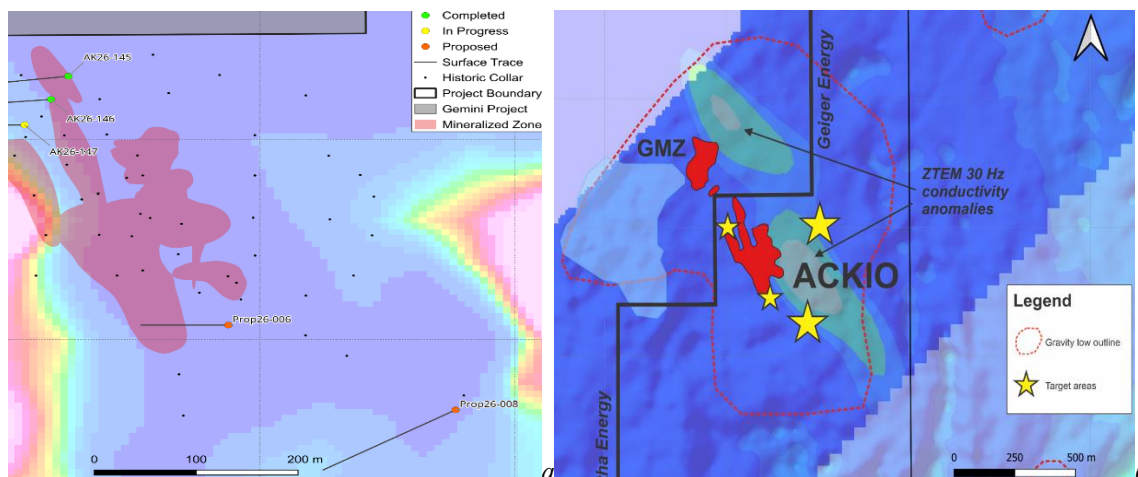 Completed
In Progress
Proposed
Surface Trace
Historic Collar
Project Boundary
Gemini Project
Mineralized Zone
AK26-145
AK26-146
AK26-147
Prop26-006
Prop26-008
0 100 200 m
a
GMZ
Geiger Energy
ZTEM 30 Hz
conductivity
anomalies
ACKIO
tha Energy
Legend
Gravity low outline
Target areas
0 250 500 m